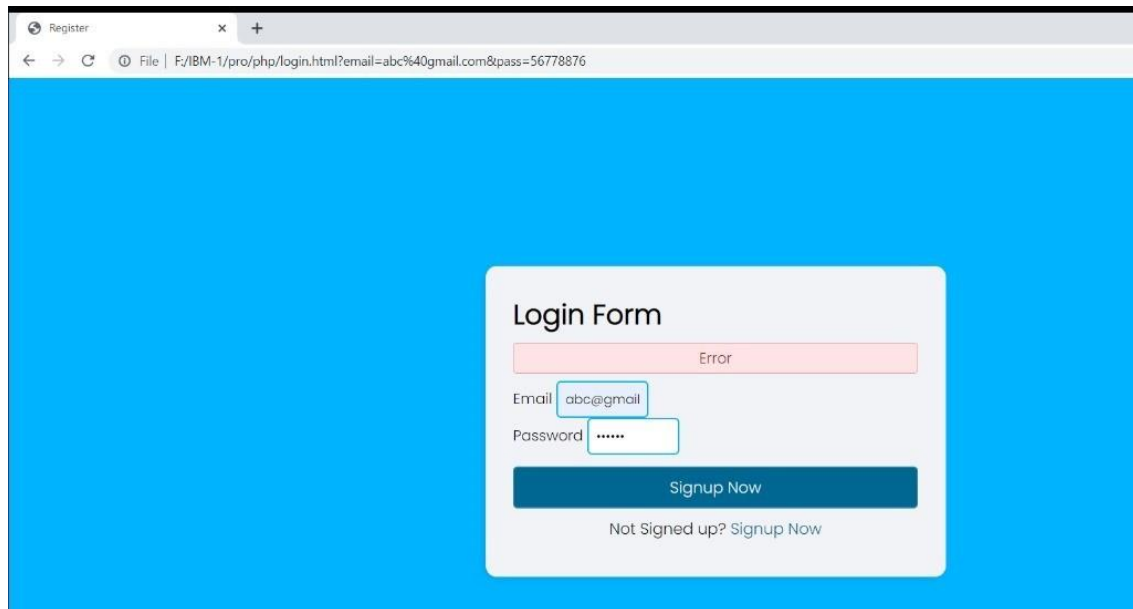 Register
File | F:/IBM-1/pro/php/login.html?email=abc%40gmail.com&pass=56778876
Login Form
Error
Email abc@gmail
Password ••••••
Signup Now
Not Signed up? Signup Now